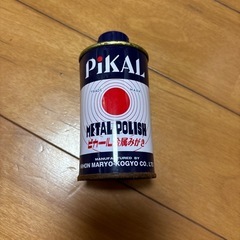 PiKAL
METAL POLISH
ピカール金属みがき
MANUFACTURED BY
NIHON MARYO-KOGYO CO.,LTD